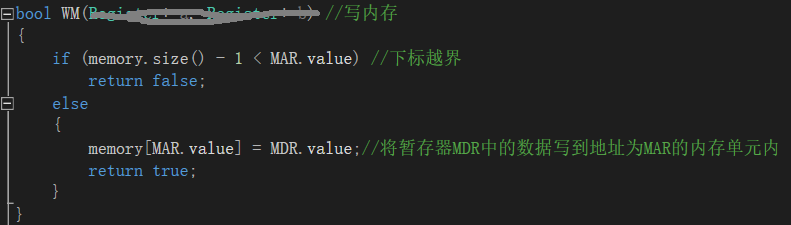 bool WM( ) //写内存
{
if (memory.size() - 1 < MAR.value) //下标越界
return false;
else
{
memory[MAR.value] = MDR.value;//将暂存器MDR中的数据写到地址为MAR的内存单元内
return true;
}
}